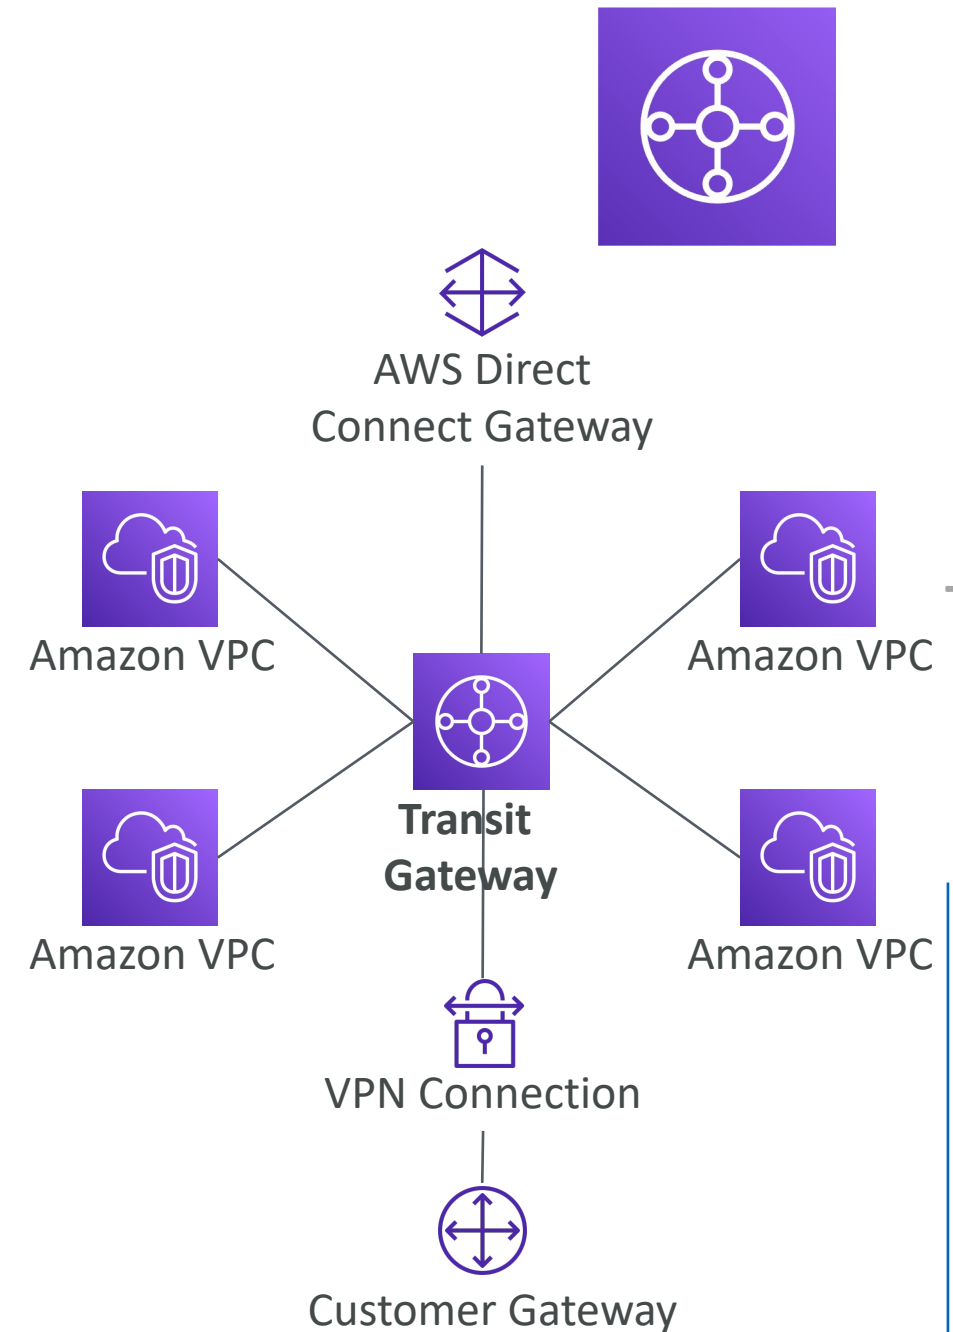 AWS Direct
Connect Gateway
Amazon VPC
Amazon VPC
Transit
Gateway
Amazon VPC
Amazon VPC
VPN Connection
Customer Gateway